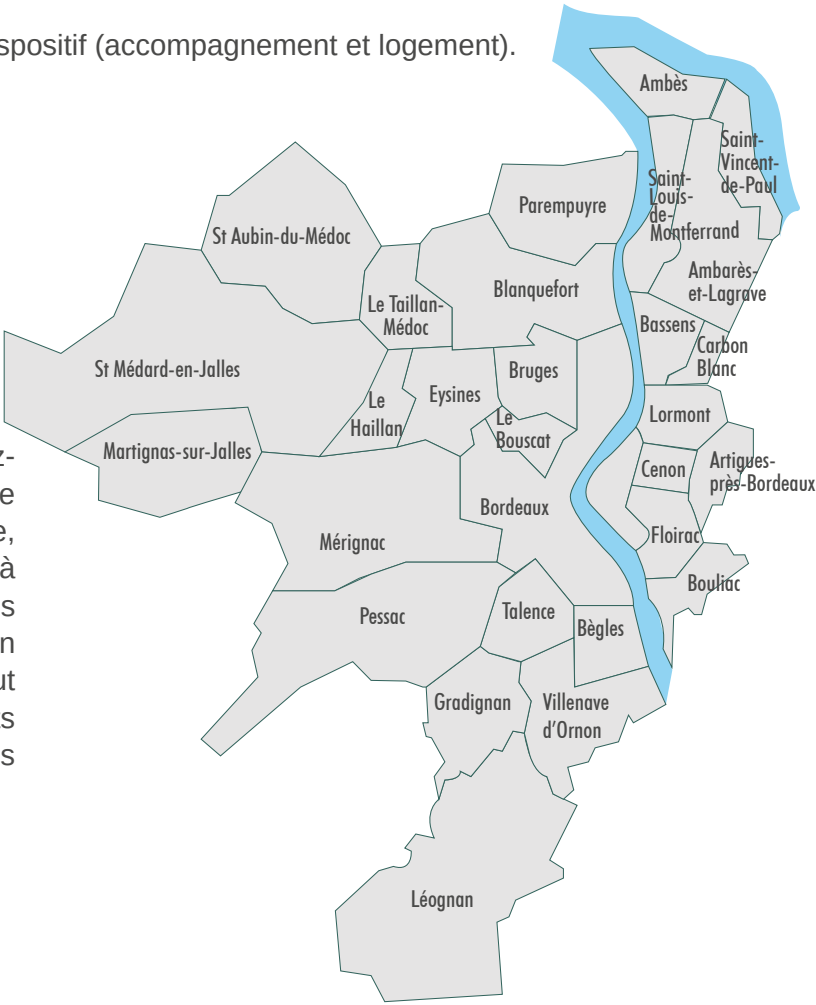 spositif (accompagnement et logement).
Ambès
Saint-
Vincent-
de-Paul
Saint-
Louis-
de-
Montferrand
Parempuyre
St Aubin-du-Médoc
Ambarès-
et-Lagrave
Blanquefort
Le Taillan-
Médoc
Bassens
Carbon
Blanc
St Médard-en-Jalles
Bruges
Eysines
Le
Haillan
Le
Bouscat
Lormont
Martignas-sur-Jalles
Cenon
Artigues-
près-Bordeaux
Bordeaux
Mérignac
Floirac
Bouliac
Pessac
Talence
Bègles
Gradignan
Villenave
d'Ornon
Léognan
z-
e
e,
à
s
n
ut
ts
s